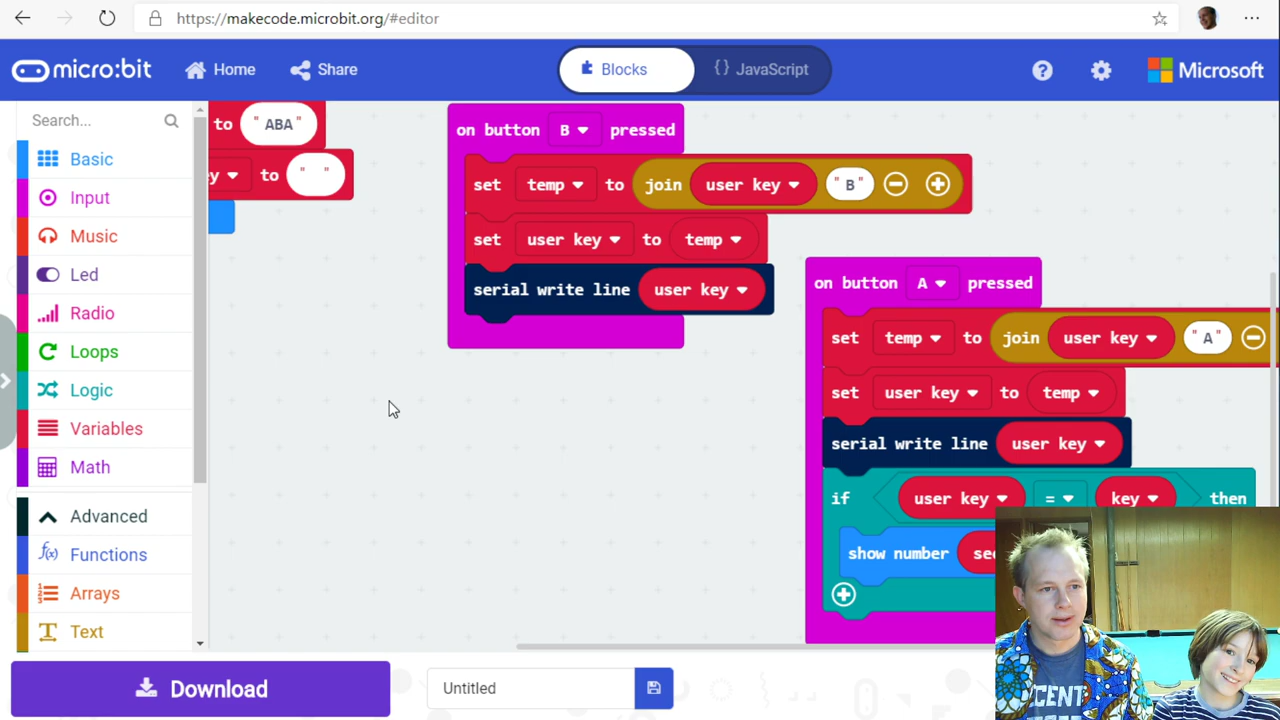 https://makecode.microbit.org/#editor
micro:bit
Home
Share
Blocks
{} JavaScript
Microsoft
Search...
Basic
Input
Music
Led
Radio
Loops
Logic
Variables
Math
Advanced
Functions
Arrays
Text
to " ABA "
to " "
on button B pressed
set temp to join user key " B "
set user key to temp
serial write line user key
on button A pressed
set temp to join user key " A "
set user key to temp
serial write line user key
if user key = key then
show number
Download
Untitled